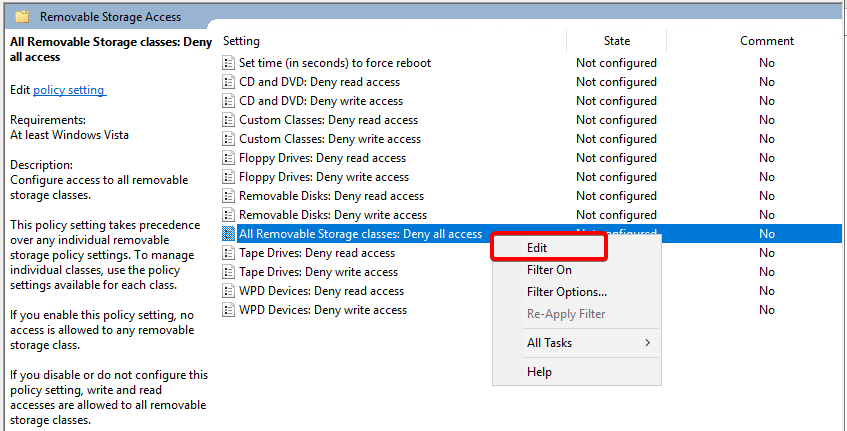 Removable Storage Access
All Removable Storage classes: Deny
all access
Edit policy setting
Requirements:
At least Windows Vista
Description:
Configure access to all removable
storage classes.
This policy setting takes precedence
over any individual removable
storage policy settings. To manage
individual classes, use the policy
settings available for each class.
If you enable this policy setting, no
access is allowed to any removable
storage class.
If you disable or do not configure this
policy setting, write and read
accesses are allowed to all removable
storage classes.
Setting State Comment
Set time (in seconds) to force reboot Not configured No
CD and DVD: Deny read access Not configured No
CD and DVD: Deny write access Not configured No
Custom Classes: Deny read access Not configured No
Custom Classes: Deny write access Not configured No
Floppy Drives: Deny read access Not configured No
Floppy Drives: Deny write access Not configured No
Removable Disks: Deny read access Not configured No
Removable Disks: Deny write access Not configured No
All Removable Storage classes: Deny all access Not configured No
Tape Drives: Deny read access No
Tape Drives: Deny write access No
WPD Devices: Deny read access No
WPD Devices: Deny write access No
Edit
Filter On
Filter Options...
Re-Apply Filter
All Tasks
Help